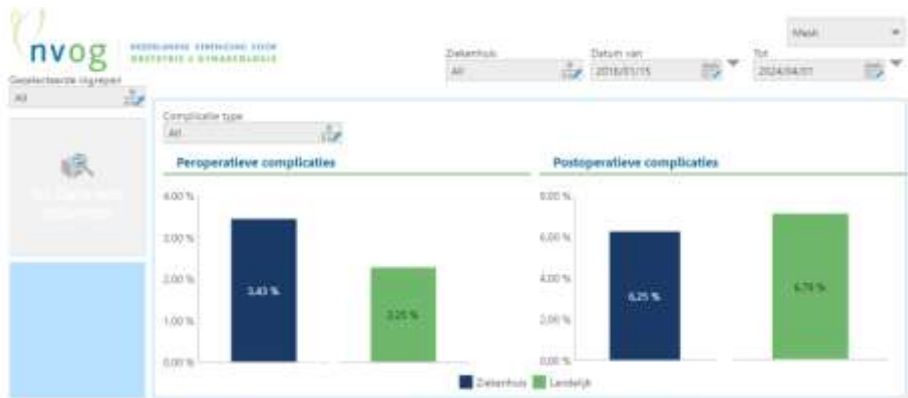 nvog
NEDERLANDSE VERENIGING VOOR
OBSTETRIE & GYNAECOLOGIE
Mesh
Ziekenhuis
All
Datum van
2016/01/15
Tot
2024/04/01
Geselecteerde ingrepen
All
Complicatie type
All
Peroperatieve complicaties
4,00 %
3,00 %
2,00 %
1,00 %
0,00 %
3,43 %
2,25 %
Postoperatieve complicaties
8,00 %
6,00 %
4,00 %
2,00 %
0,00 %
6,25 %
Ziekenhuis
Landelijk